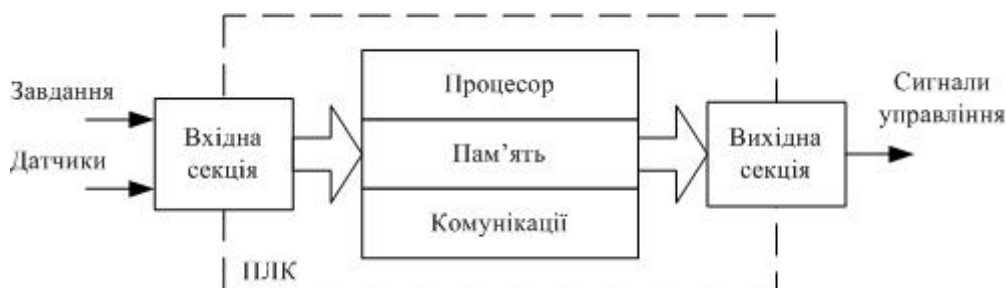 Завдання
Датчики
Вхідна
секція
Процесор
Пам’ять
Комунікації
Вихідна
секція
Сигнали
управління
ПЛК